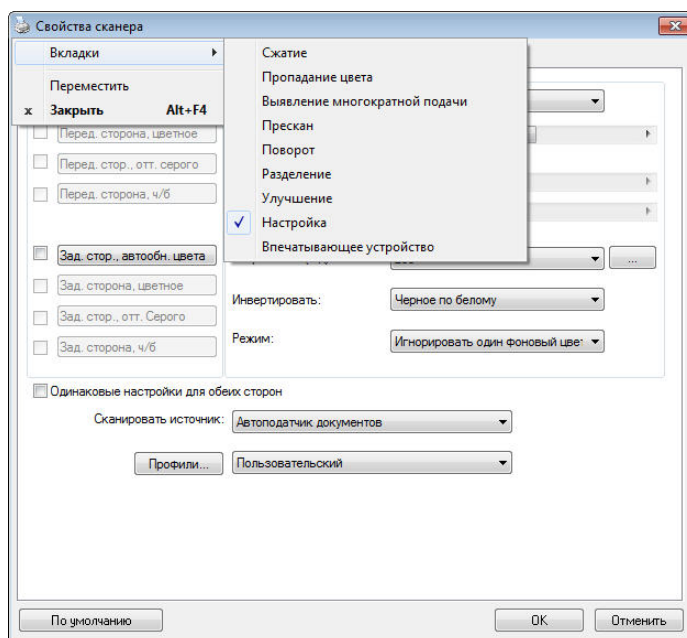 Свойства сканера
Вкладки
Переместить
x Закрыть Alt+F4
Сжатие
Пропадание цвета
Выявление многократной подачи
Прескан
Поворот
Разделение
Улучшение
Настройка
Впечатывающее устройство
Перед. сторона, цветное
Перед. стор., отт. серого
Перед. сторона, ч/б
Зад. стор., автообн. цвета
...
Зад. сторона, цветное
Инвертировать: Черное по белому
Зад. стор., отт. Серого
Режим: Игнорировать один фоновый цве
Зад. сторона, ч/б
Одинаковые настройки для обеих сторон
Сканировать источник: Автоподатчик документов
Профили... Пользовательский
По умолчанию OK Отменить